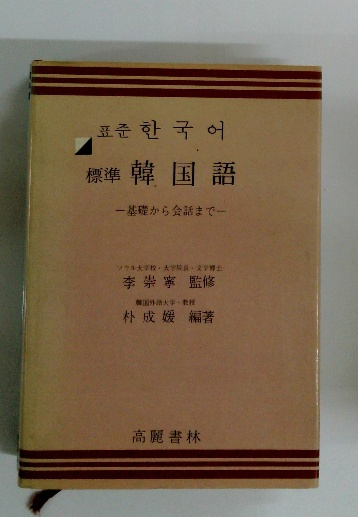 표준 한국어
標準 韓国語
―基礎から会話まで―
ソウル大学校・大学院長・文学博士
李崇寧 監修
韓国外語大学・教授
朴成媛 編著
高麗書林